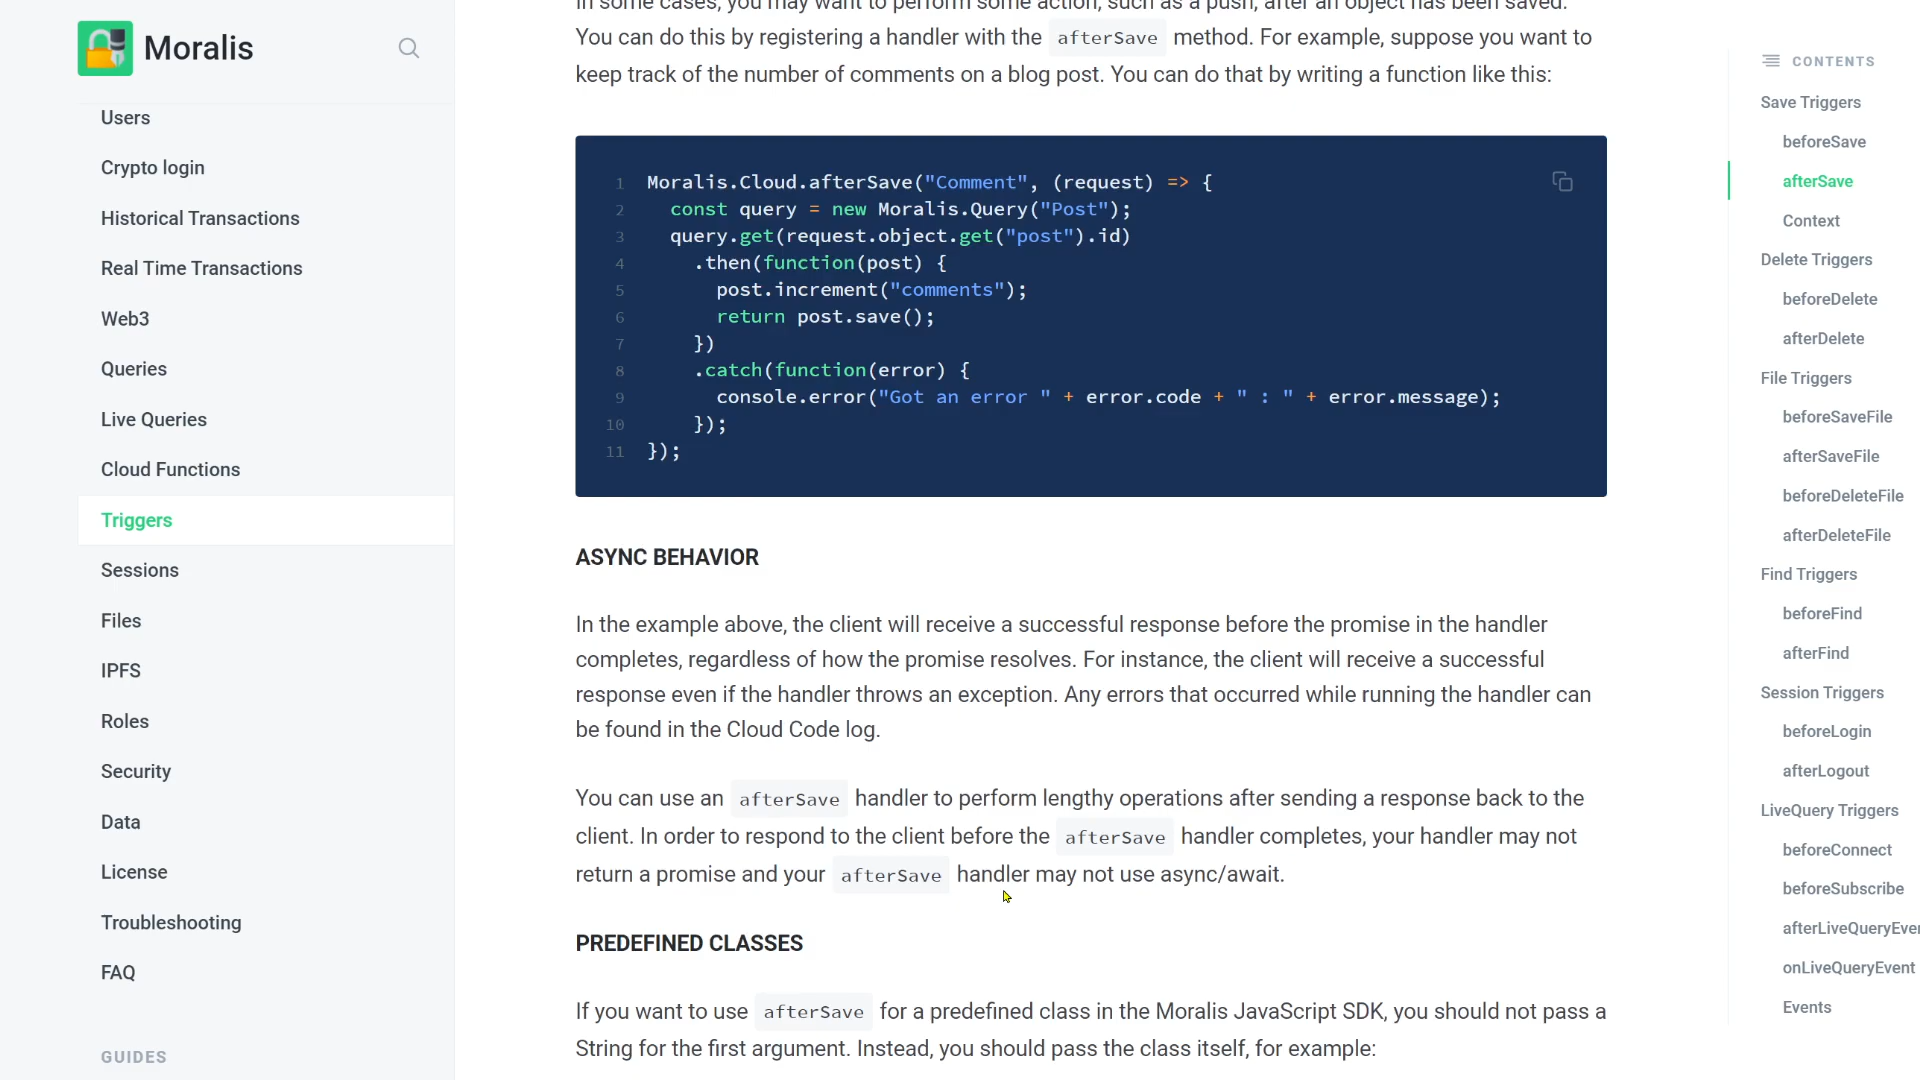 Moralis
Users
Crypto login
Historical Transactions
Real Time Transactions
Web3
Queries
Live Queries
Cloud Functions
Triggers
Sessions
Files
IPFS
Roles
Security
Data
License
Troubleshooting
FAQ
GUIDES
In some cases, you may want to perform some action, such as a push, after an object has been saved.
You can do this by registering a handler with the afterSave method. For example, suppose you want to
keep track of the number of comments on a blog post. You can do that by writing a function like this:
1 Moralis.Cloud.afterSave("Comment", (request) => {
2 const query = new Moralis.Query("Post");
3 query.get(request.object.get("post").id)
4 .then(function(post) {
5 post.increment("comments");
6 return post.save();
7 })
8 .catch(function(error) {
9 console.error("Got an error " + error.code + " : " + error.message);
10 });
11 });
ASYNC BEHAVIOR
In the example above, the client will receive a successful response before the promise in the handler
completes, regardless of how the promise resolves. For instance, the client will receive a successful
response even if the handler throws an exception. Any errors that occurred while running the handler can
be found in the Cloud Code log.
You can use an afterSave handler to perform lengthy operations after sending a response back to the
client. In order to respond to the client before the afterSave handler completes, your handler may not
return a promise and your afterSave handler may not use async/await.
PREDEFINED CLASSES
If you want to use afterSave for a predefined class in the Moralis JavaScript SDK, you should not pass a
String for the first argument. Instead, you should pass the class itself, for example:
CONTENTS
Save Triggers
beforeSave
afterSave
Context
Delete Triggers
beforeDelete
afterDelete
File Triggers
beforeSaveFile
afterSaveFile
beforeDeleteFile
afterDeleteFile
Find Triggers
beforeFind
afterFind
Session Triggers
beforeLogin
afterLogout
LiveQuery Triggers
beforeConnect
beforeSubscribe
afterLiveQueryEver
onLiveQueryEvent
Events